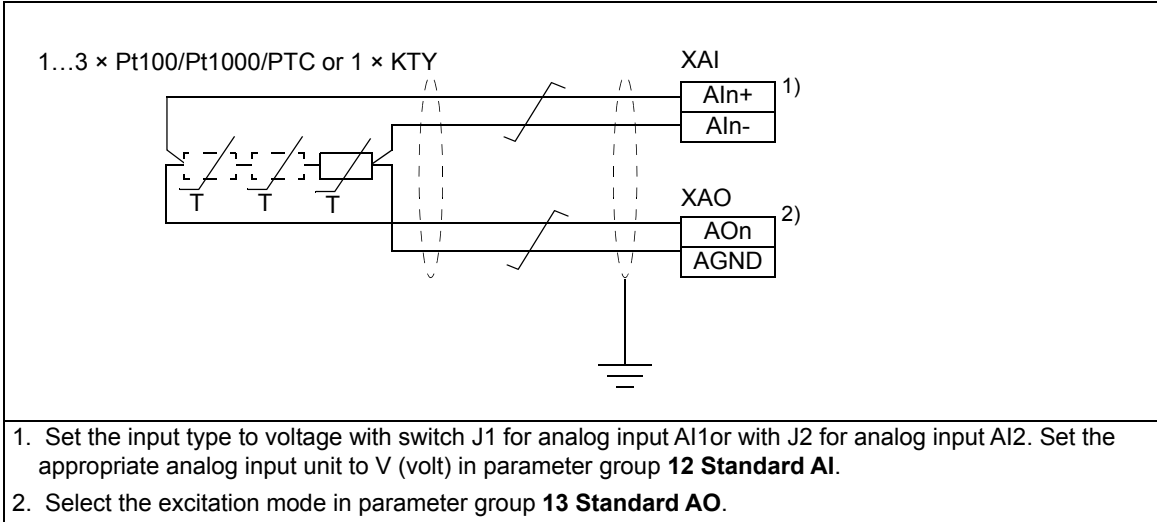 1…3 × Pt100/Pt1000/PTC or 1 × KTY
XAI
AIn+ 1)
AIn-
T T T
XAO
AOn 2)
AGND
1. Set the input type to voltage with switch J1 for analog input AI1or with J2 for analog input AI2. Set the
appropriate analog input unit to V (volt) in parameter group 12 Standard AI.
2. Select the excitation mode in parameter group 13 Standard AO.